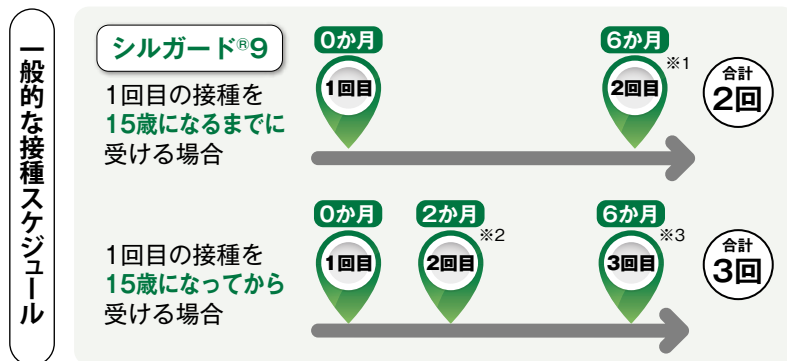 一般的な接種スケジュール
シルガード®9
1回目の接種を
15歳になるまでに
受ける場合
0か月
1回目
6か月
※1
2回目
合計
2回
1回目の接種を
15歳になってから
受ける場合
0か月
1回目
2か月
※2
2回目
6か月
※3
3回目
合計
3回